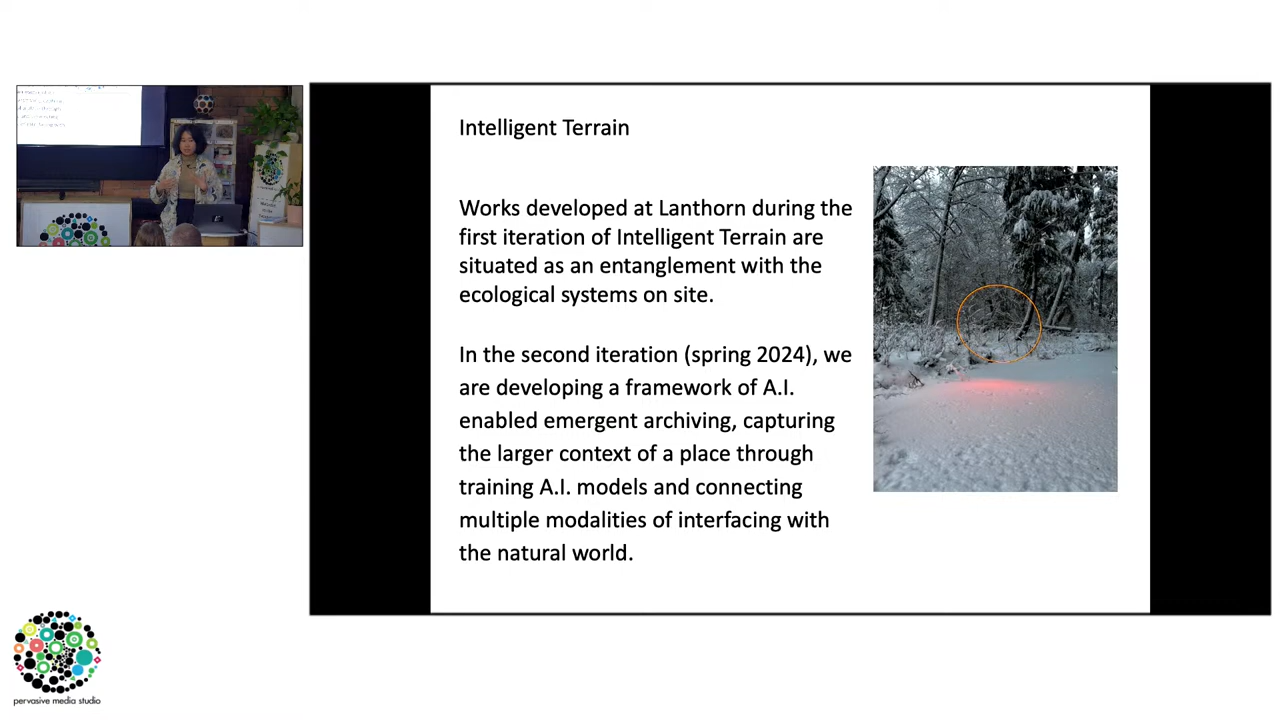 Intelligent Terrain
Works developed at Lanthorn during the
first iteration of Intelligent Terrain are
situated as an entanglement with the
ecological systems on site.
In the second iteration (spring 2024), we
are developing a framework of A.I.
enabled emergent archiving, capturing
the larger context of a place through
training A.I. models and connecting
multiple modalities of interfacing with
the natural world.
pervasive media studio